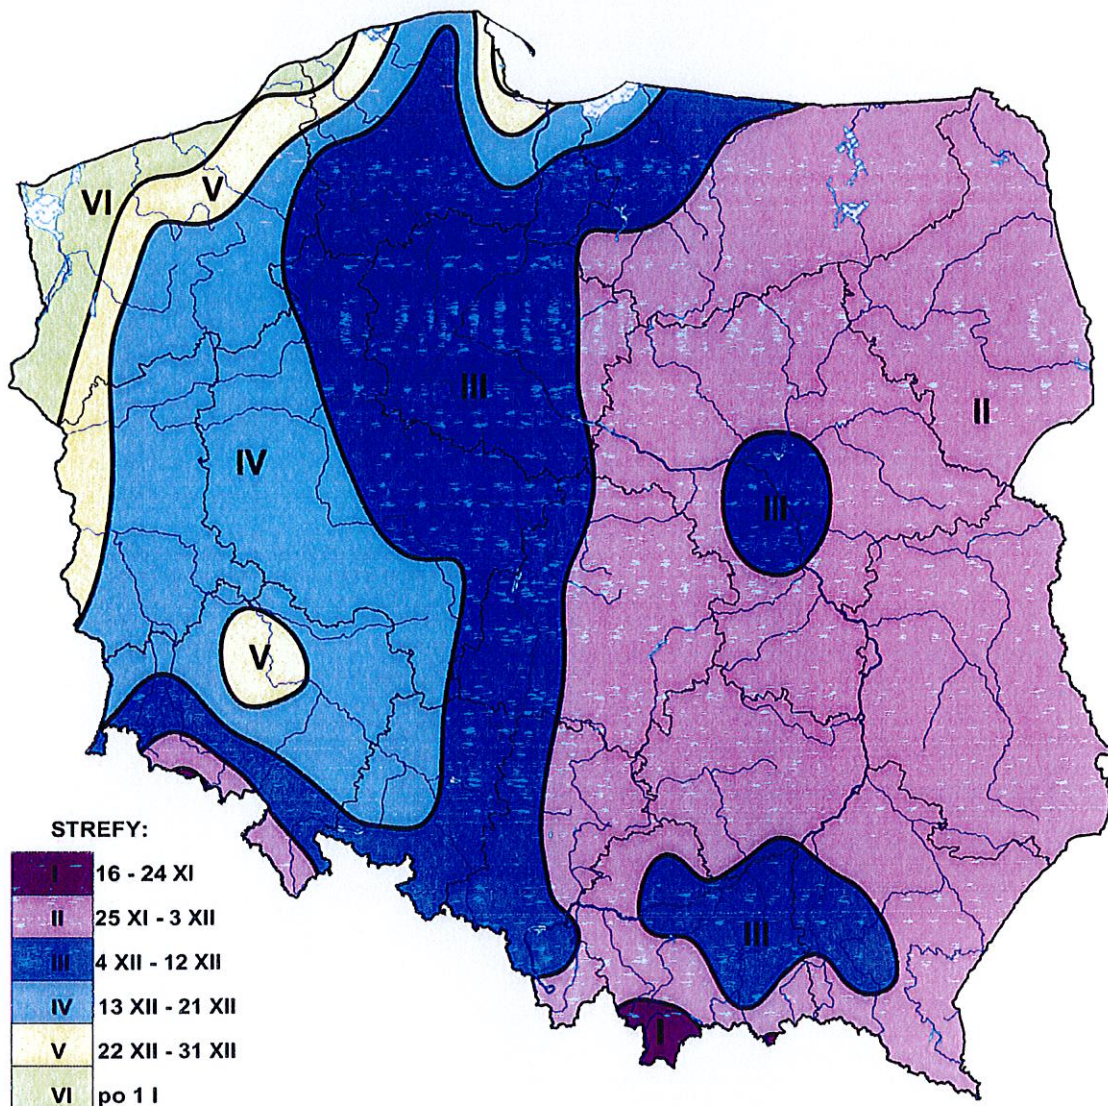 VI
V
III
II
IV
III
V
III
I
STREFY:
I 16 - 24 XI
II 25 XI - 3 XII
III 4 XII - 12 XII
IV 13 XII - 21 XII
V 22 XII - 31 XII
VI po 1 I